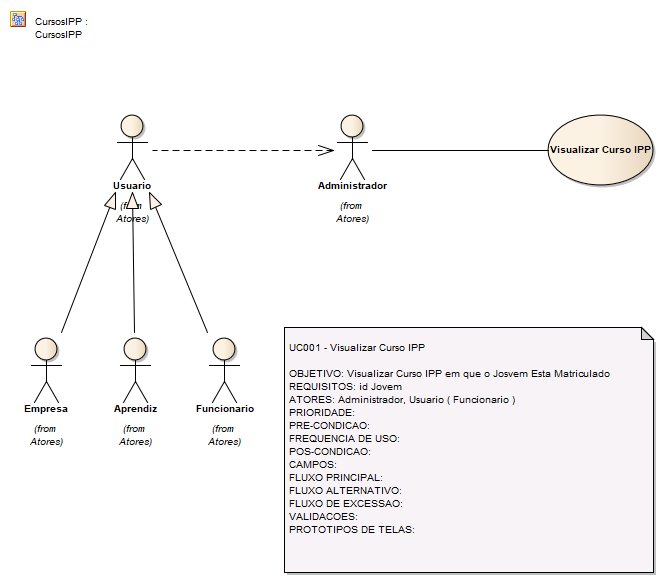 CursosIPP :
CursosIPP
Usuario
(from
Atores)
Administrador
(from
Atores)
Visualizar Curso IPP
Empresa
(from
Atores)
Aprendiz
(from
Atores)
Funcionario
(from
Atores)
UC001 - Visualizar Curso IPP
OBJETIVO: Visualizar Curso IPP em que o Josvem Esta Matriculado
REQUISITOS: id Jovem
ATORES: Administrador, Usuario ( Funcionario )
PRIORIDADE:
PRE-CONDICAO:
FREQUENCIA DE USO:
POS-CONDICAO:
CAMPOS:
FLUXO PRINCIPAL:
FLUXO ALTERNATIVO:
FLUXO DE EXCESSAO:
VALIDACOES:
PROTOTIPOS DE TELAS: